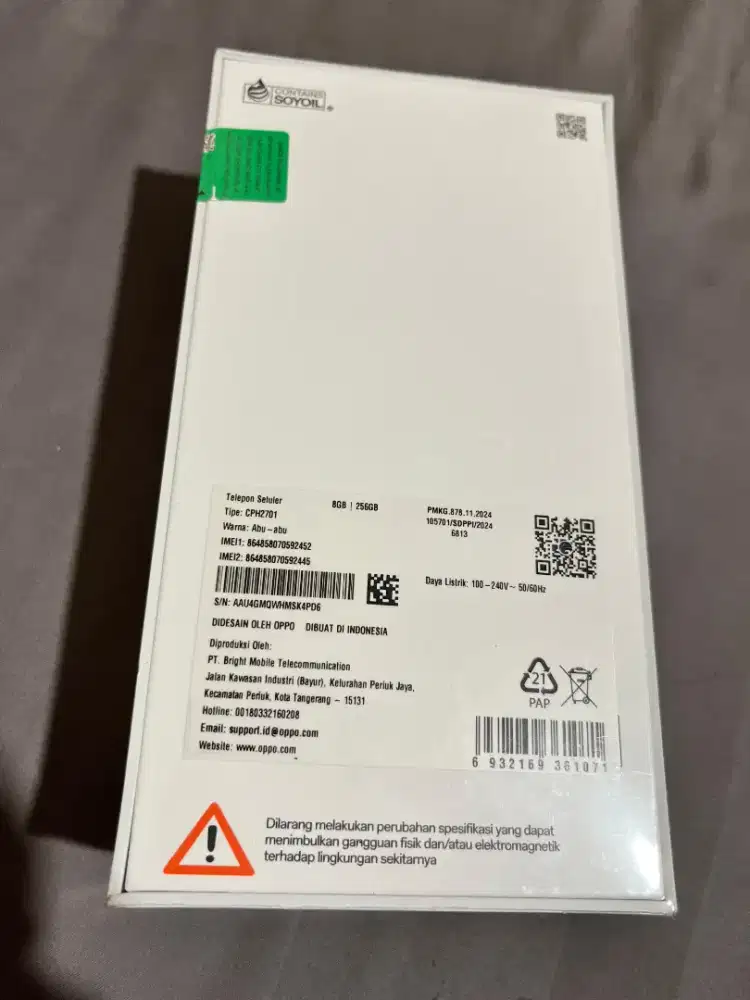 CONTAINS
SOYOIL
Telepon Seluler
8GB | 256GB
Tipe: CPH2701
Warna: Abu-abu
IMEI1: 864858070592452
IMEI2: 864858070592445
S/N: AAU4GMQWHMSK4PD6
PMKG.878.11.2024
105701/SDPPI/2024
6813
Daya Listrik: 100-240V~ 50/60Hz
DIDESAIN OLEH OPPO DIBUAT DI INDONESIA
Diproduksi Oleh:
PT. Bright Mobile Telecommunication
Jalan Kawasan Industri (Bayur), Kelurahan Periuk Jaya,
Kecamatan Periuk, Kota Tangerang - 15131
Hotline: 00180332160208
Email: support.id@oppo.com
Website: www.oppo.com
21
PAP
6 932169 361071
Dilarang melakukan perubahan spesifikasi yang dapat
menimbulkan gangguan fisik dan/atau elektromagnetik
terhadap lingkungan sekitarnya